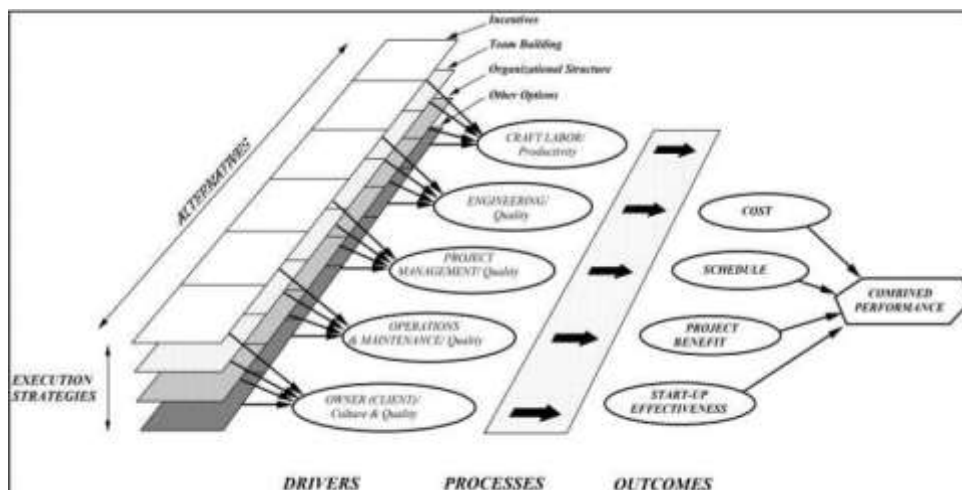 Incentives
Team Building
Organizational Structure
Other Options
ALTERNATIVES
CRAFT LABOR/
Productivity
ENGINEERING/
Quality
PROJECT
MANAGEMENT/ Quality
OPERATIONS
& MAINTENANCE/ Quality
OWNER (CLIENT)/
Culture & Quality
EXECUTION
STRATEGIES
COST
SCHEDULE
PROJECT
BENEFIT
START-UP
EFFECTIVENESS
COMBINED
PERFORMANCE
DRIVERS PROCESSES OUTCOMES